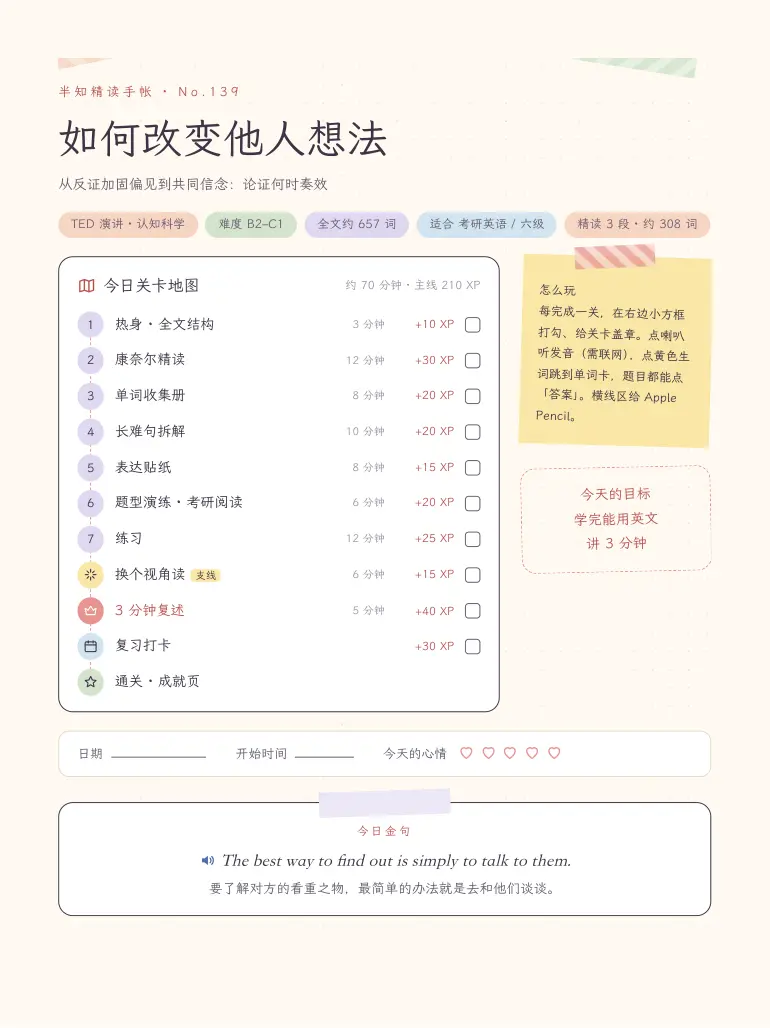 半知精读手帐 · No.139
如何改变他人想法
从反证加固偏见到共同信念：论证何时奏效
TED 演讲·认知科学 难度 B2–C1 全文约 657 词 适合 考研英语 / 六级 精读 3 段·约 308 词
今日关卡地图 约 70 分钟·主线 210 XP
1 热身·全文结构 3 分钟 +10 XP
2 康奈尔精读 12 分钟 +30 XP
3 单词收集册 8 分钟 +20 XP
4 长难句拆解 10 分钟 +20 XP
5 表达贴纸 8 分钟 +15 XP
6 题型演练·考研阅读 6 分钟 +20 XP
7 练习 12 分钟 +25 XP
换个视角读 支线 6 分钟 +15 XP
3 分钟复述 5 分钟 +40 XP
复习打卡 +30 XP
通关·成就页
怎么玩
每完成一关，在右边小方框
打勾、给关卡盖章。点喇叭
听发音（需联网），点黄色生
词跳到单词卡，题目都能点
「答案」。横线区给 Apple
Pencil。
今天的目标
学完能用英文
讲 3 分钟
日期 开始时间 今天的心情
今日金句
The best way to find out is simply to talk to them.
要了解对方的看重之物，最简单的办法就是去和他们谈谈。